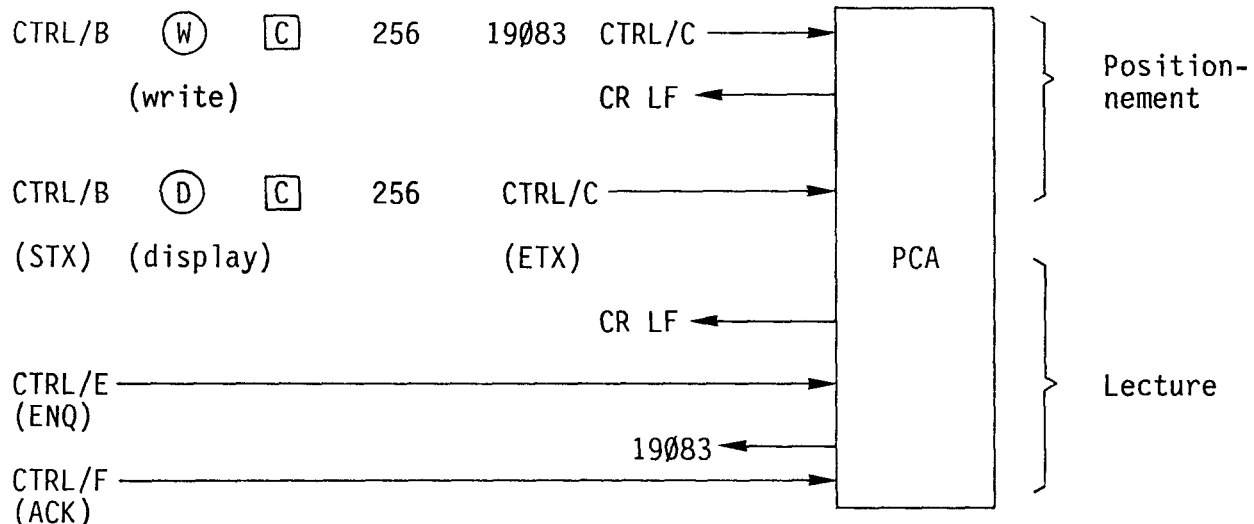 CTRL/B W C 256 19Ø83 CTRL/C
(write)
CR LF
Position-
nement
CTRL/B D C 256 CTRL/C
(STX) (display) (ETX)
PCA
CR LF
CTRL/E
(ENQ)
Lecture
19Ø83
CTRL/F
(ACK)